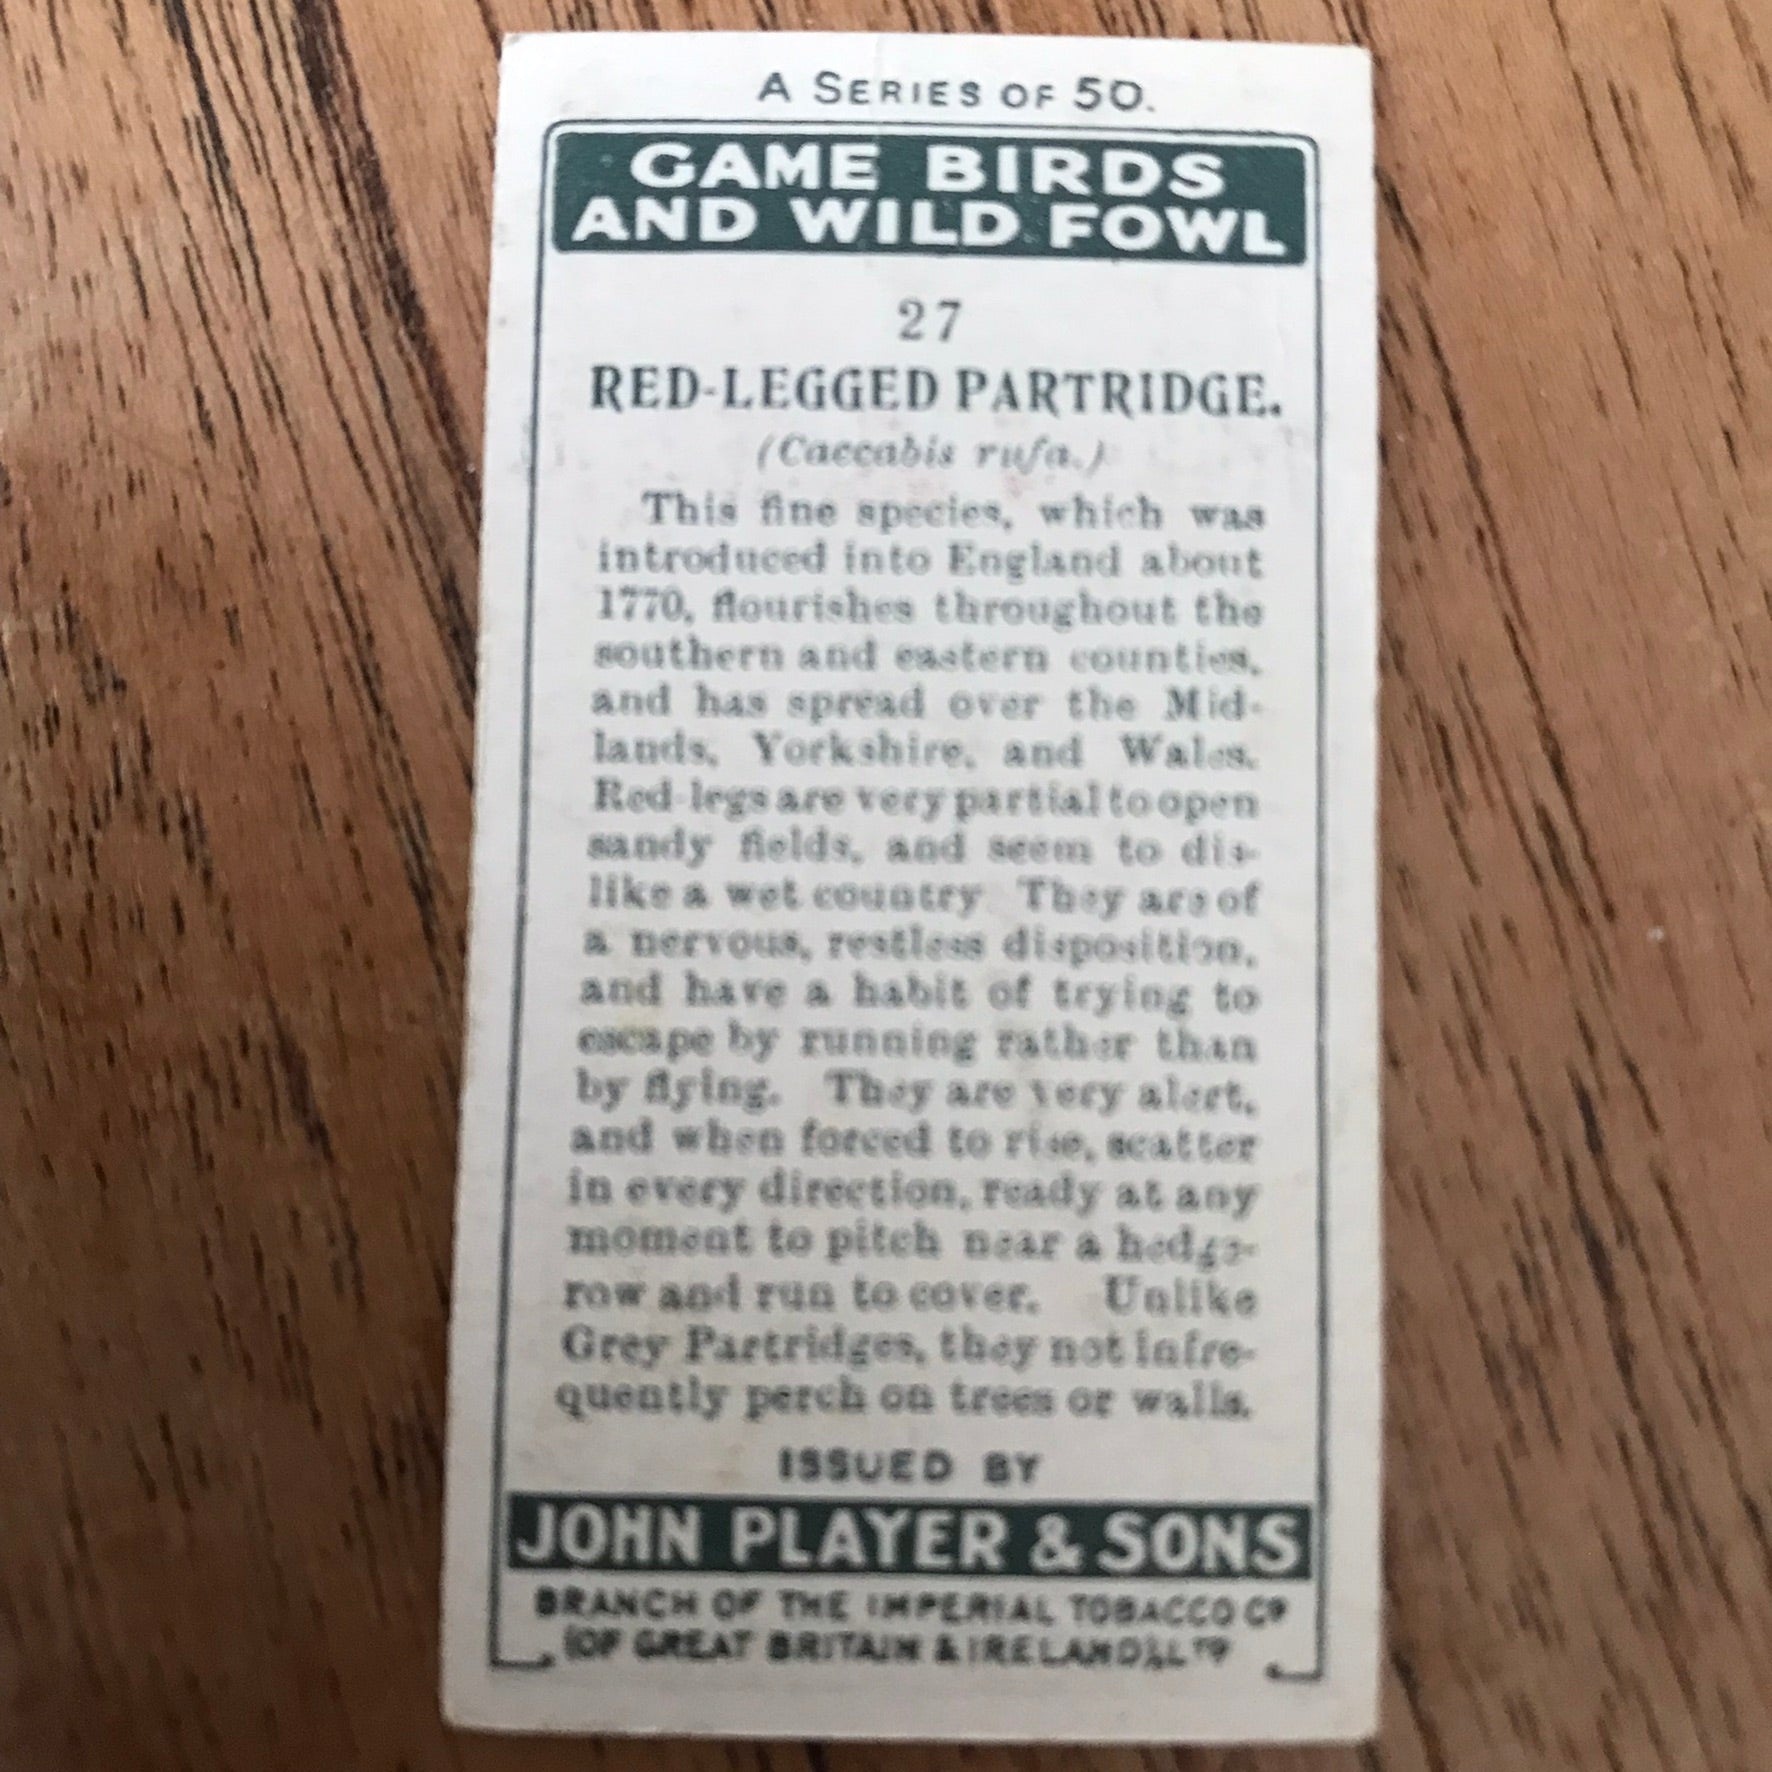 A SERIES OF 50.
GAME BIRDS
AND WILD FOWL
27
RED-LEGGED PARTRIDGE.
(Caccabis rufa.)
This fine species, which was
introduced into England about
1770, flourishes throughout the
southern and eastern counties,
and has spread over the Mid-
lands, Yorkshire, and Wales.
Red-legs are very partial to open
sandy fields, and seem to dis-
like a wet country They are of
a nervous, restless disposition,
and have a habit of trying to
escape by running rather than
by flying. They are very alert,
and when forced to rise, scatter
in every direction, ready at any
moment to pitch near a hedge-
row and run to cover. Unlike
Grey Partridges, they not infre-
quently perch on trees or walls.
ISSUED BY
JOHN PLAYER & SONS
BRANCH OF THE IMPERIAL TOBACCO Co
(OF GREAT BRITAIN & IRELAND), LTD